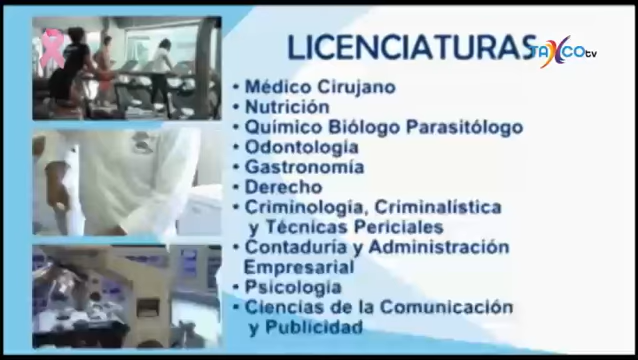 LICENCIATURAS
TAXCO tv
• Médico Cirujano
• Nutrición
• Químico Biólogo Parasitólogo
• Odontología
• Gastronomía
• Derecho
• Criminología, Criminalística
y Técnicas Periciales
• Contaduría y Administración
Empresarial
• Psicología
• Ciencias de la Comunicación
y Publicidad